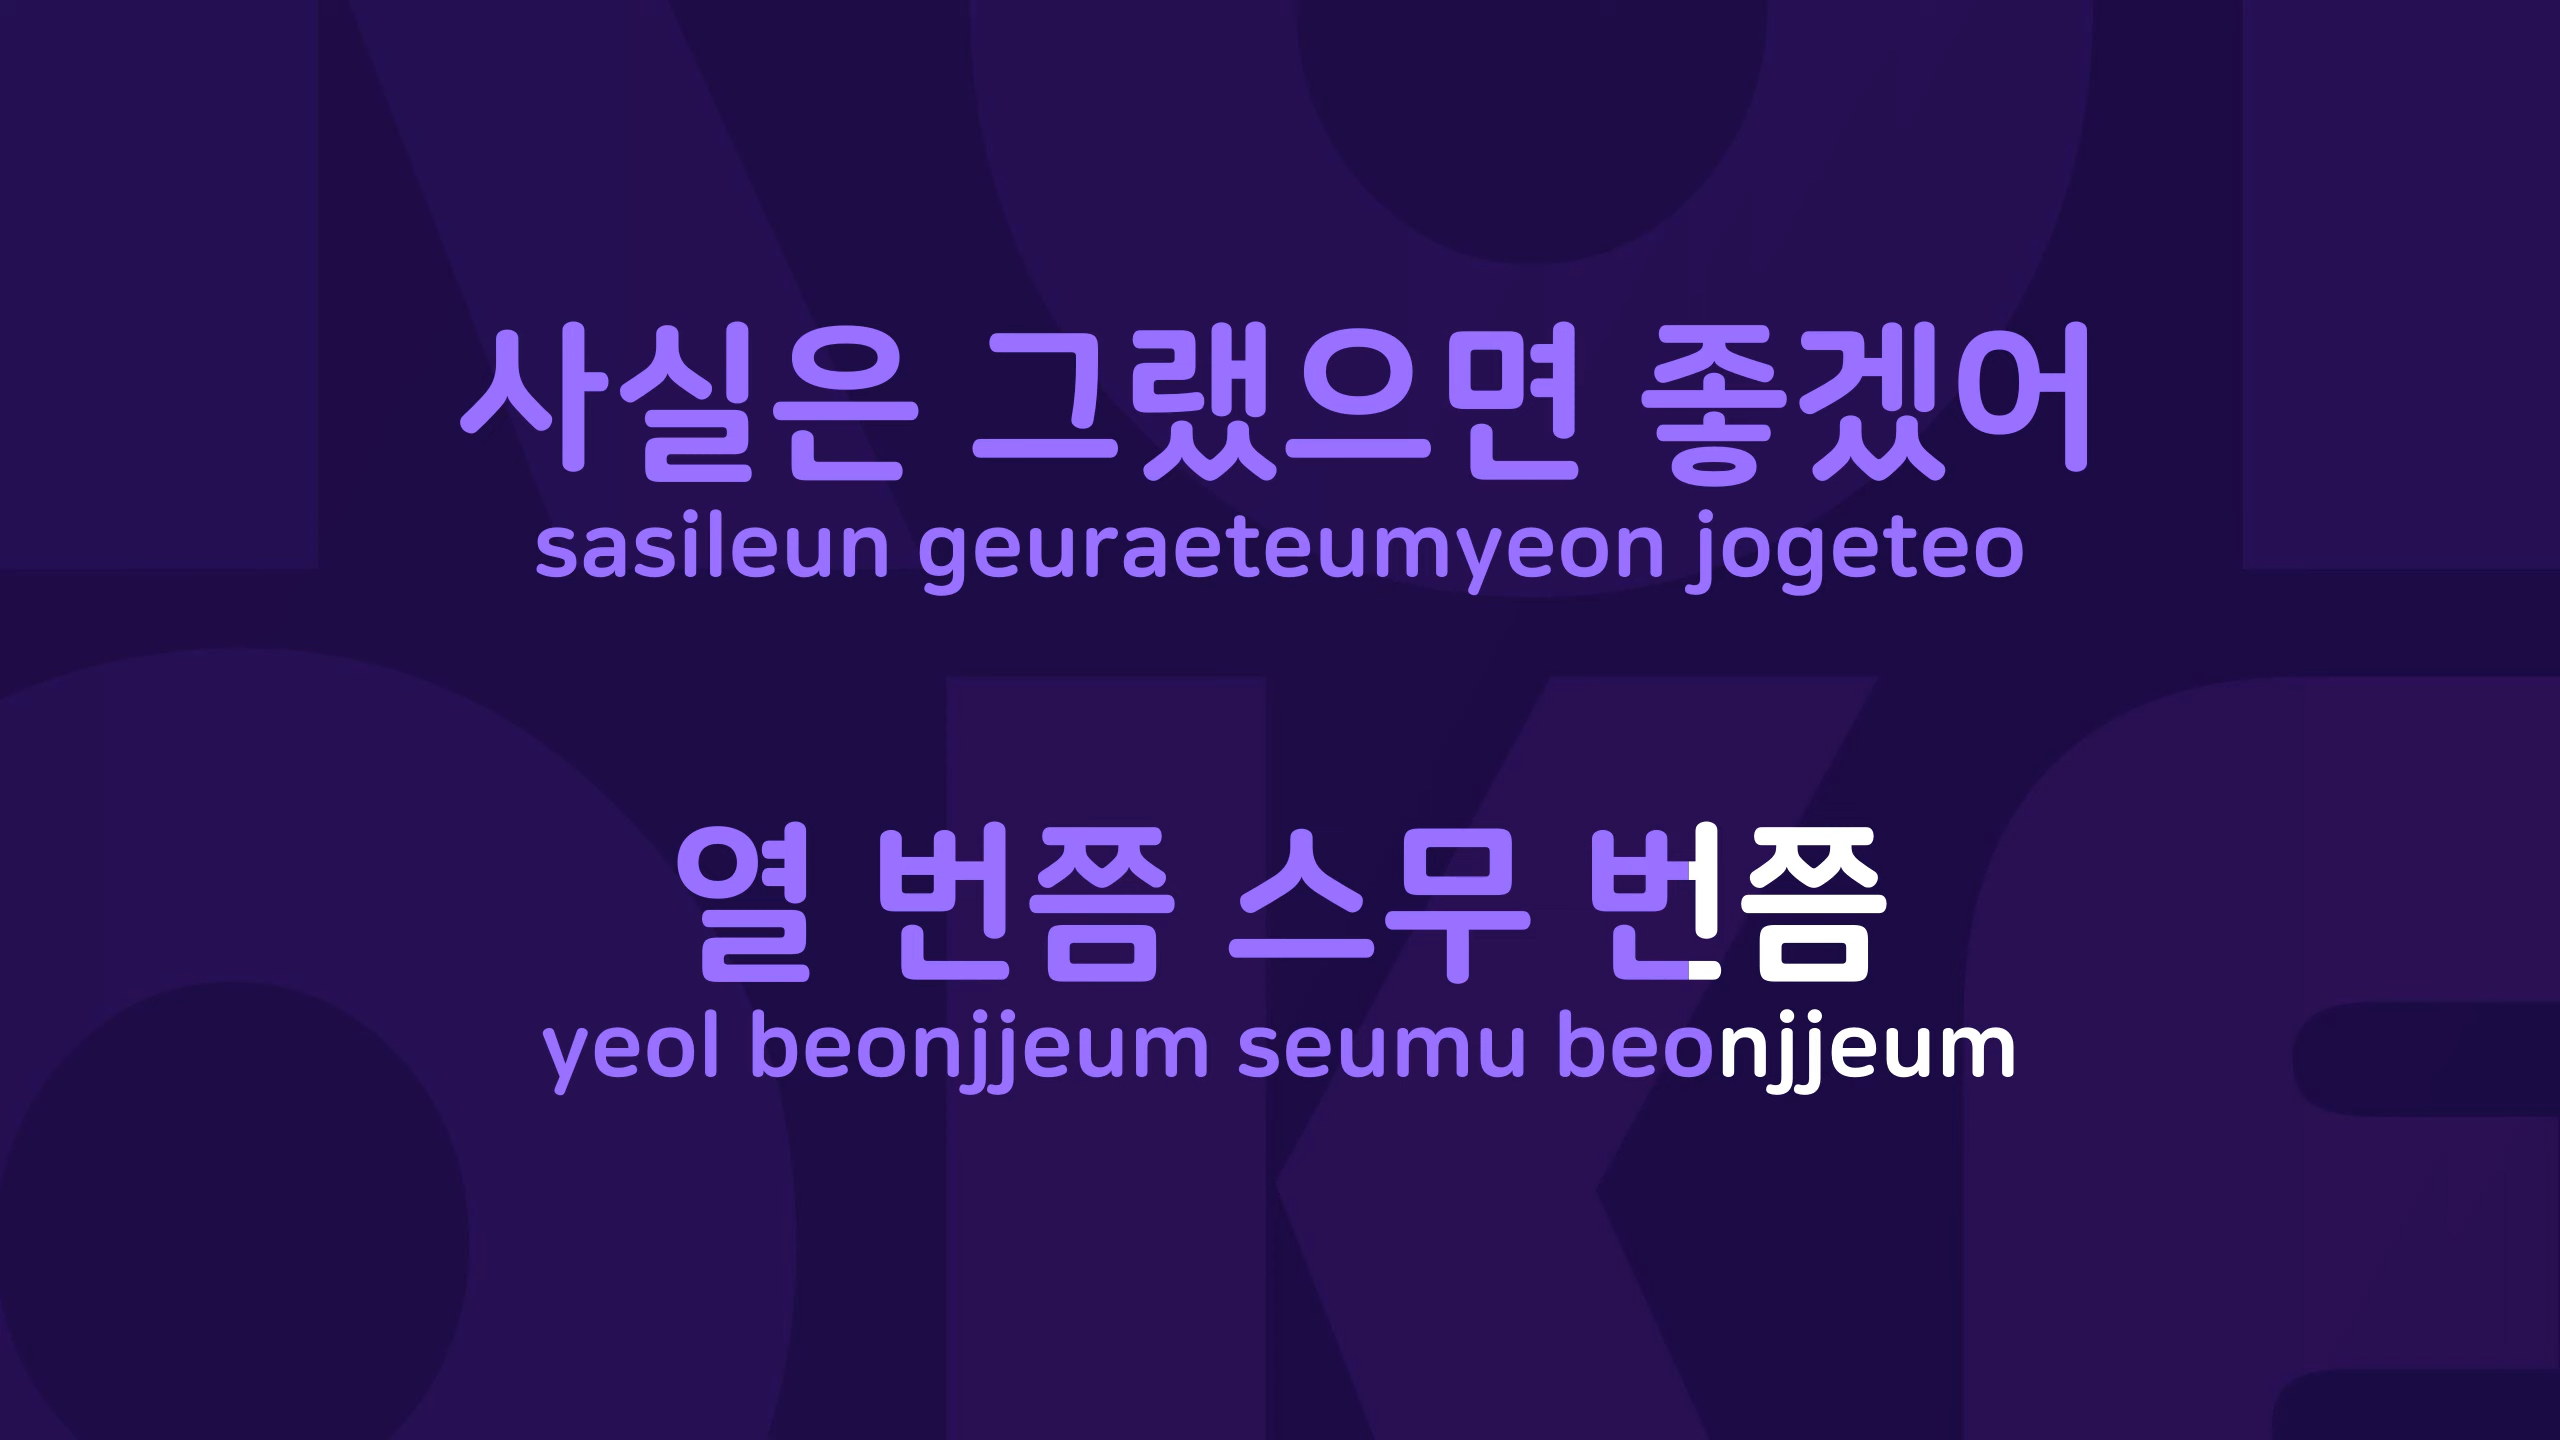 사실은 그랬으면 좋겠어
sasileun geuraeteumyeon jogeteo
열 번쯤 스무 번쯤
yeol beonjjeum seumu beonjjeum